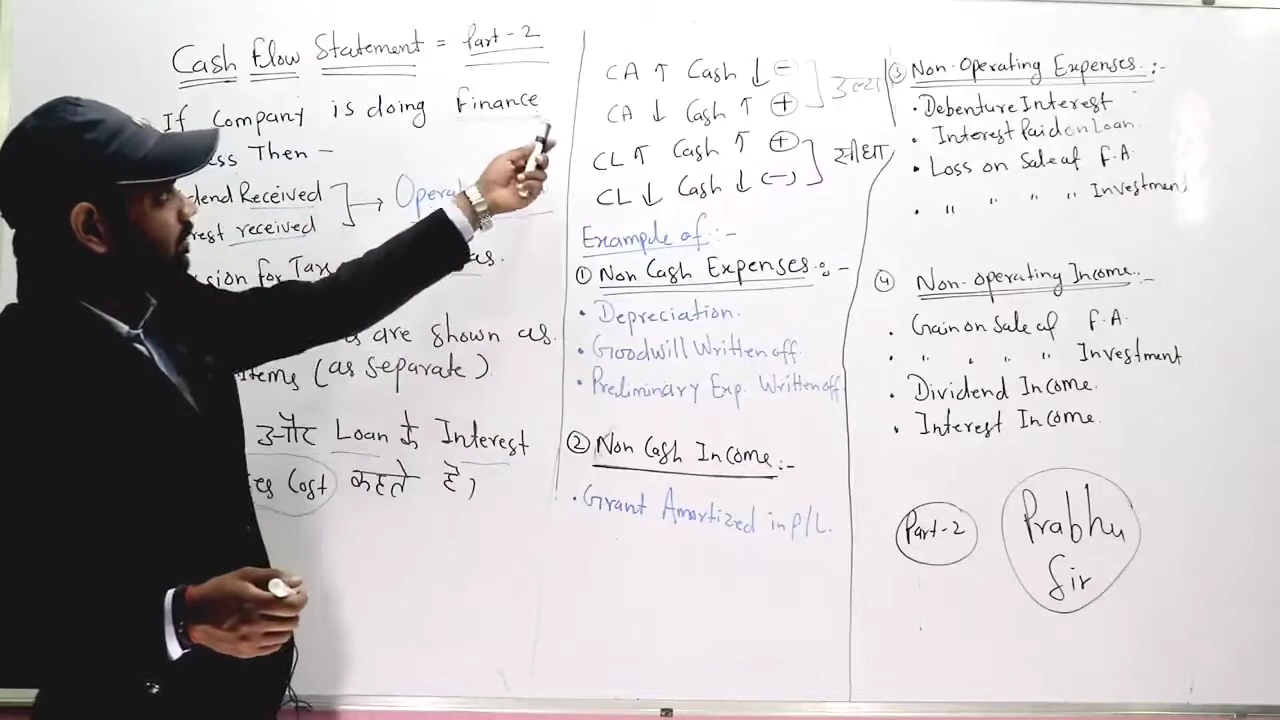 Cash Flow Statement = Part-2
If Company is doing Finance
Then -
Received
received
for Tax
as.
are shown as
Items (as separate)
और Loan के Interest
Cost कहते है,
CA ↑ Cash ↓ -
CA ↓ Cash ↑ +
उल्टा
CL ↑ Cash ↑ +
CL ↓ Cash ↓ (-)
सीधा
Example of :-
① Non Cash Expenses :-
• Depreciation.
• Goodwill Written off.
• Preliminary Exp. Written off
② Non Cash Income :-
• Grant Amortized in P/L.
③ Non-Operating Expenses :-
• Debenture Interest
• Interest Paid on Loan.
• Loss on Sale of F.A.
• " " " " Investment
④ Non-operating Income :-
• Gain on Sale of F.A.
• " " " " Investment
• Dividend Income.
• Interest Income.
Part-2
Prabhu
Sir